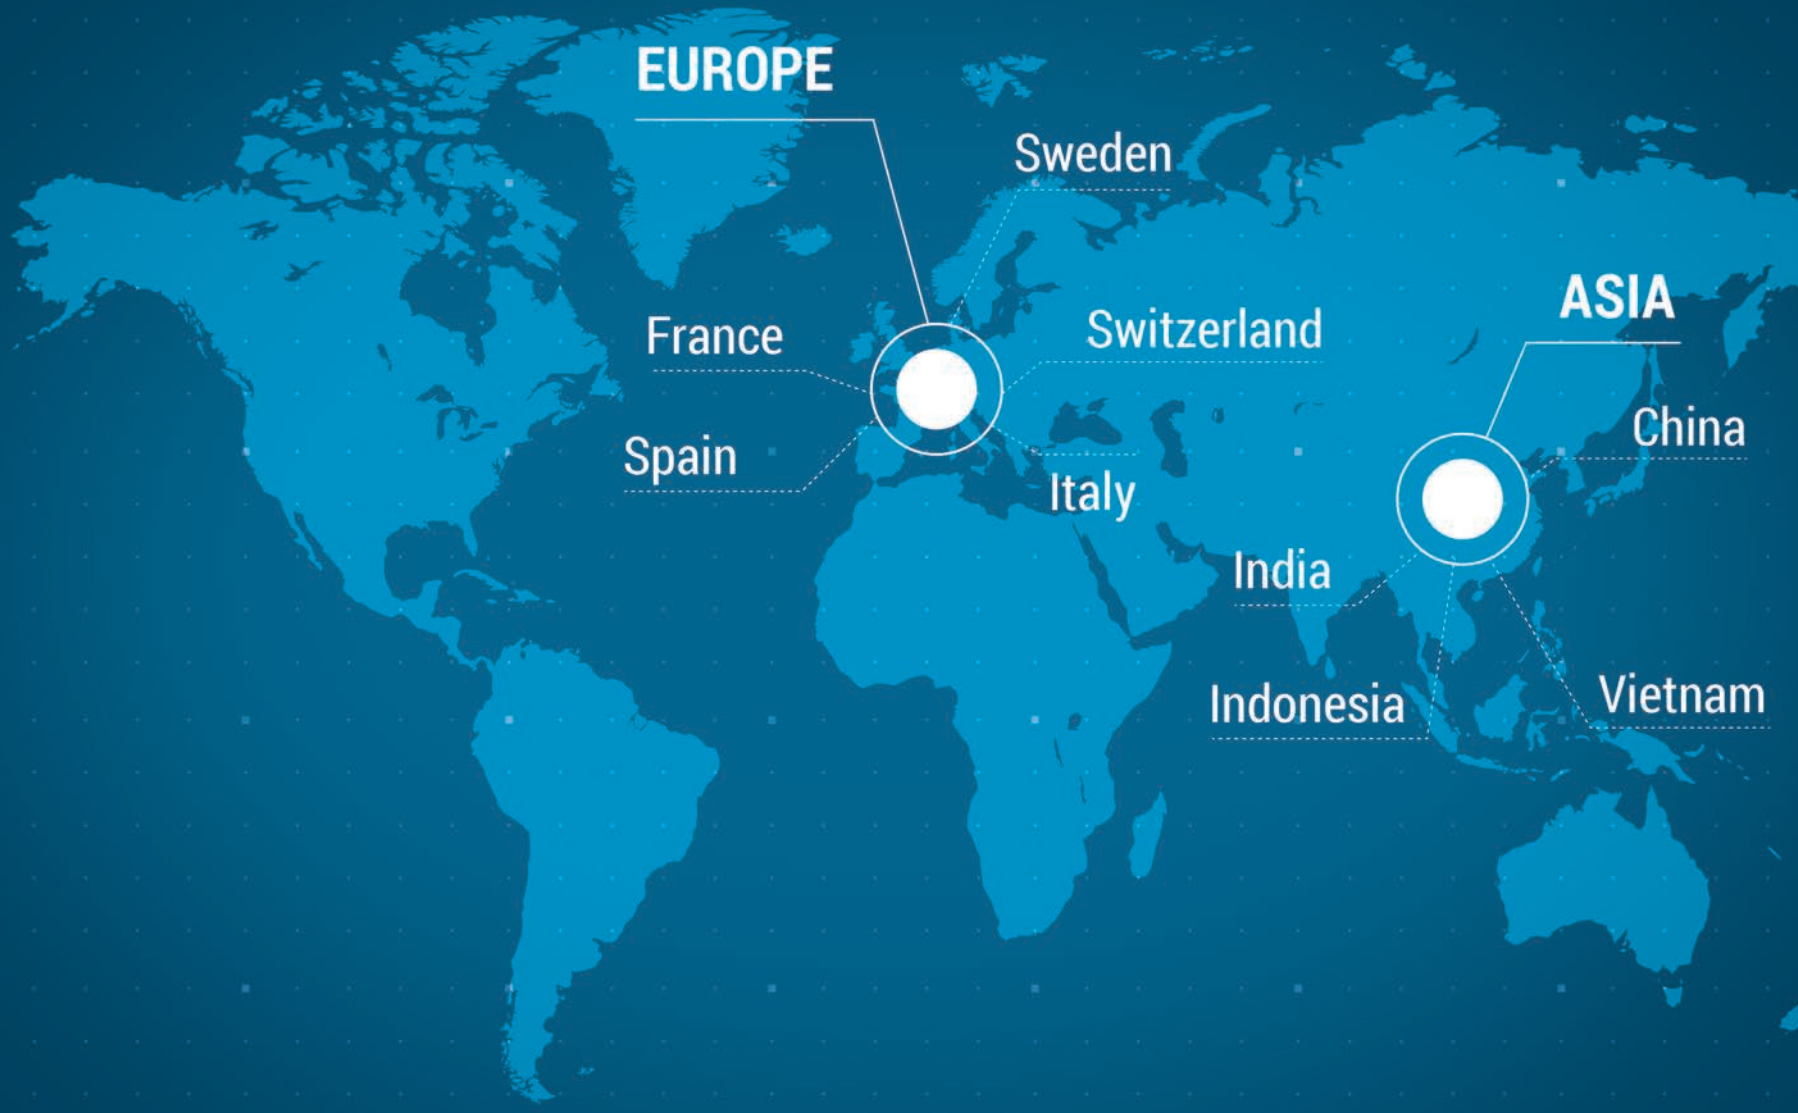 EUROPE
Sweden
France
Switzerland
Spain
Italy
ASIA
China
India
Indonesia
Vietnam